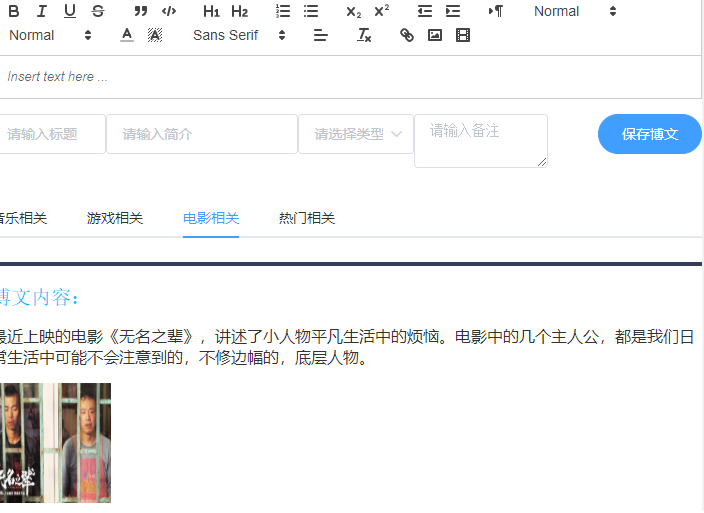 H1 H2 Normal
Normal Sans Serif
Insert text here ...
请输入标题 请输入简介 请选择类型 请输入备注 保存博文
音乐相关 游戏相关 电影相关 热门相关
博文内容：
最近上映的电影《无名之辈》，讲述了小人物平凡生活中的烦恼。电影中的几个主人公，都是我们日
常生活中可能不会注意到的，不修边幅的，底层人物。
无名之辈